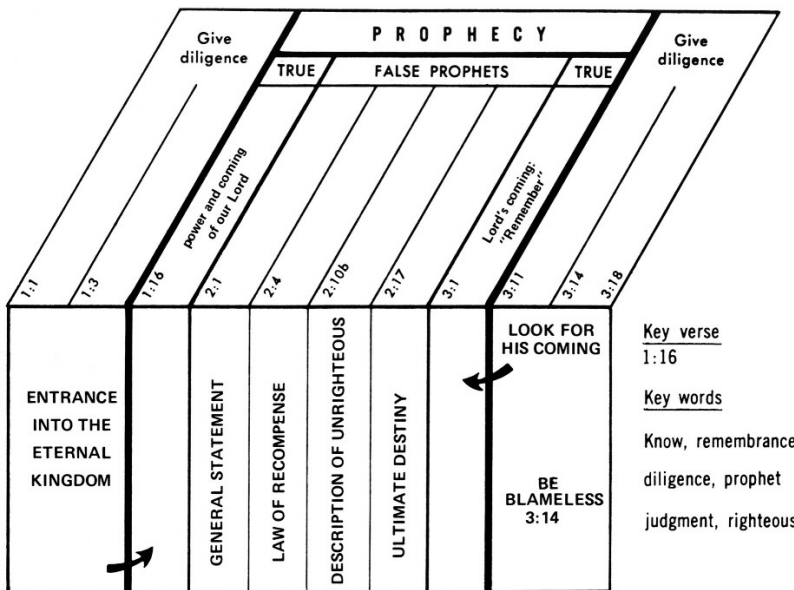 Give
diligence
PROPHECY
TRUE
FALSE PROPHETS
TRUE
Give
diligence
power and coming
of our Lord
Lord's coming:
"Remember"
1:1
1:3
1:16
2:1
2:4
2:10b
2:17
3:1
3:11
3:14
3:18
ENTRANCE
INTO THE
ETERNAL
KINGDOM
GENERAL STATEMENT
LAW OF RECOMPENSE
DESCRIPTION OF UNRIGHTEOUS
ULTIMATE DESTINY
LOOK FOR
HIS COMING
BE
BLAMELESS
3:14
Key verse
1:16
Key words
Know, remembrance
diligence, prophet
judgment, righteous